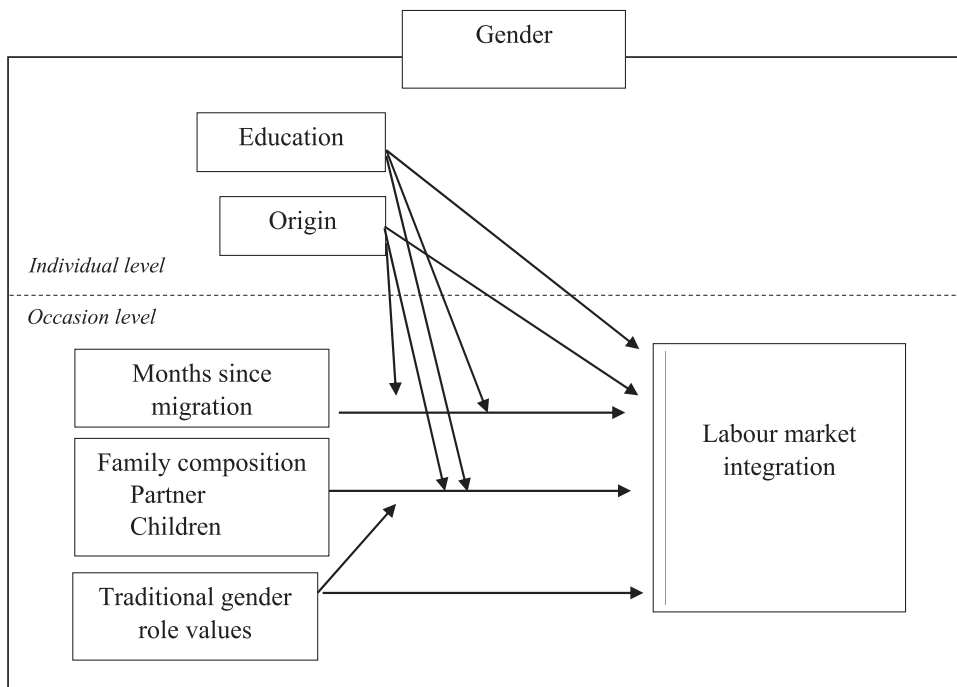 Gender
Education
Origin
Individual level
Occasion level
Months since
migration
Family composition
Partner
Children
Traditional gender
role values
Labour market
integration